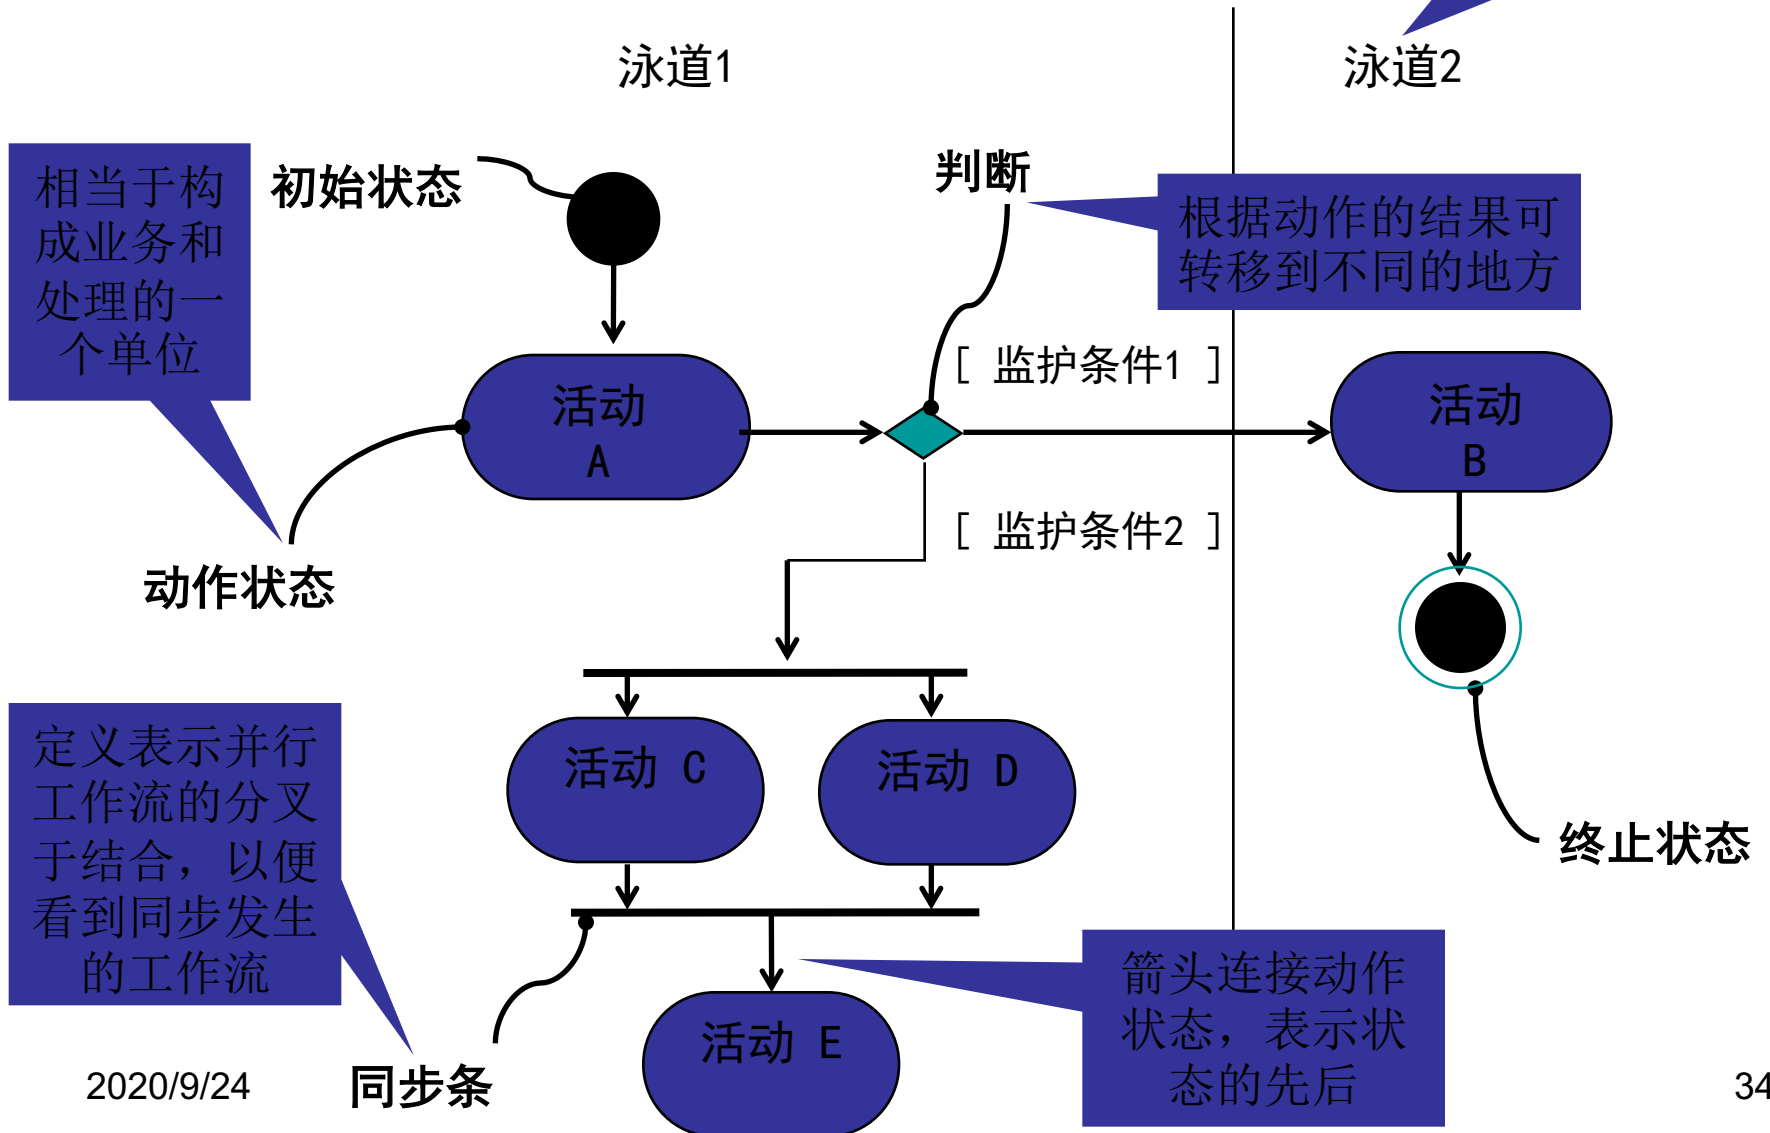 泳道1
泳道2
相当于构
成业务和
处理的一
个单位
初始状态
判断
根据动作的结果可
转移到不同的地方
[ 监护条件1 ]
活动
A
活动
B
[ 监护条件2 ]
动作状态
定义表示并行
工作流的分叉
于结合，以便
看到同步发生
的工作流
活动 C
活动 D
终止状态
箭头连接动作
状态，表示状
态的先后
活动 E
2020/9/24
同步条
34